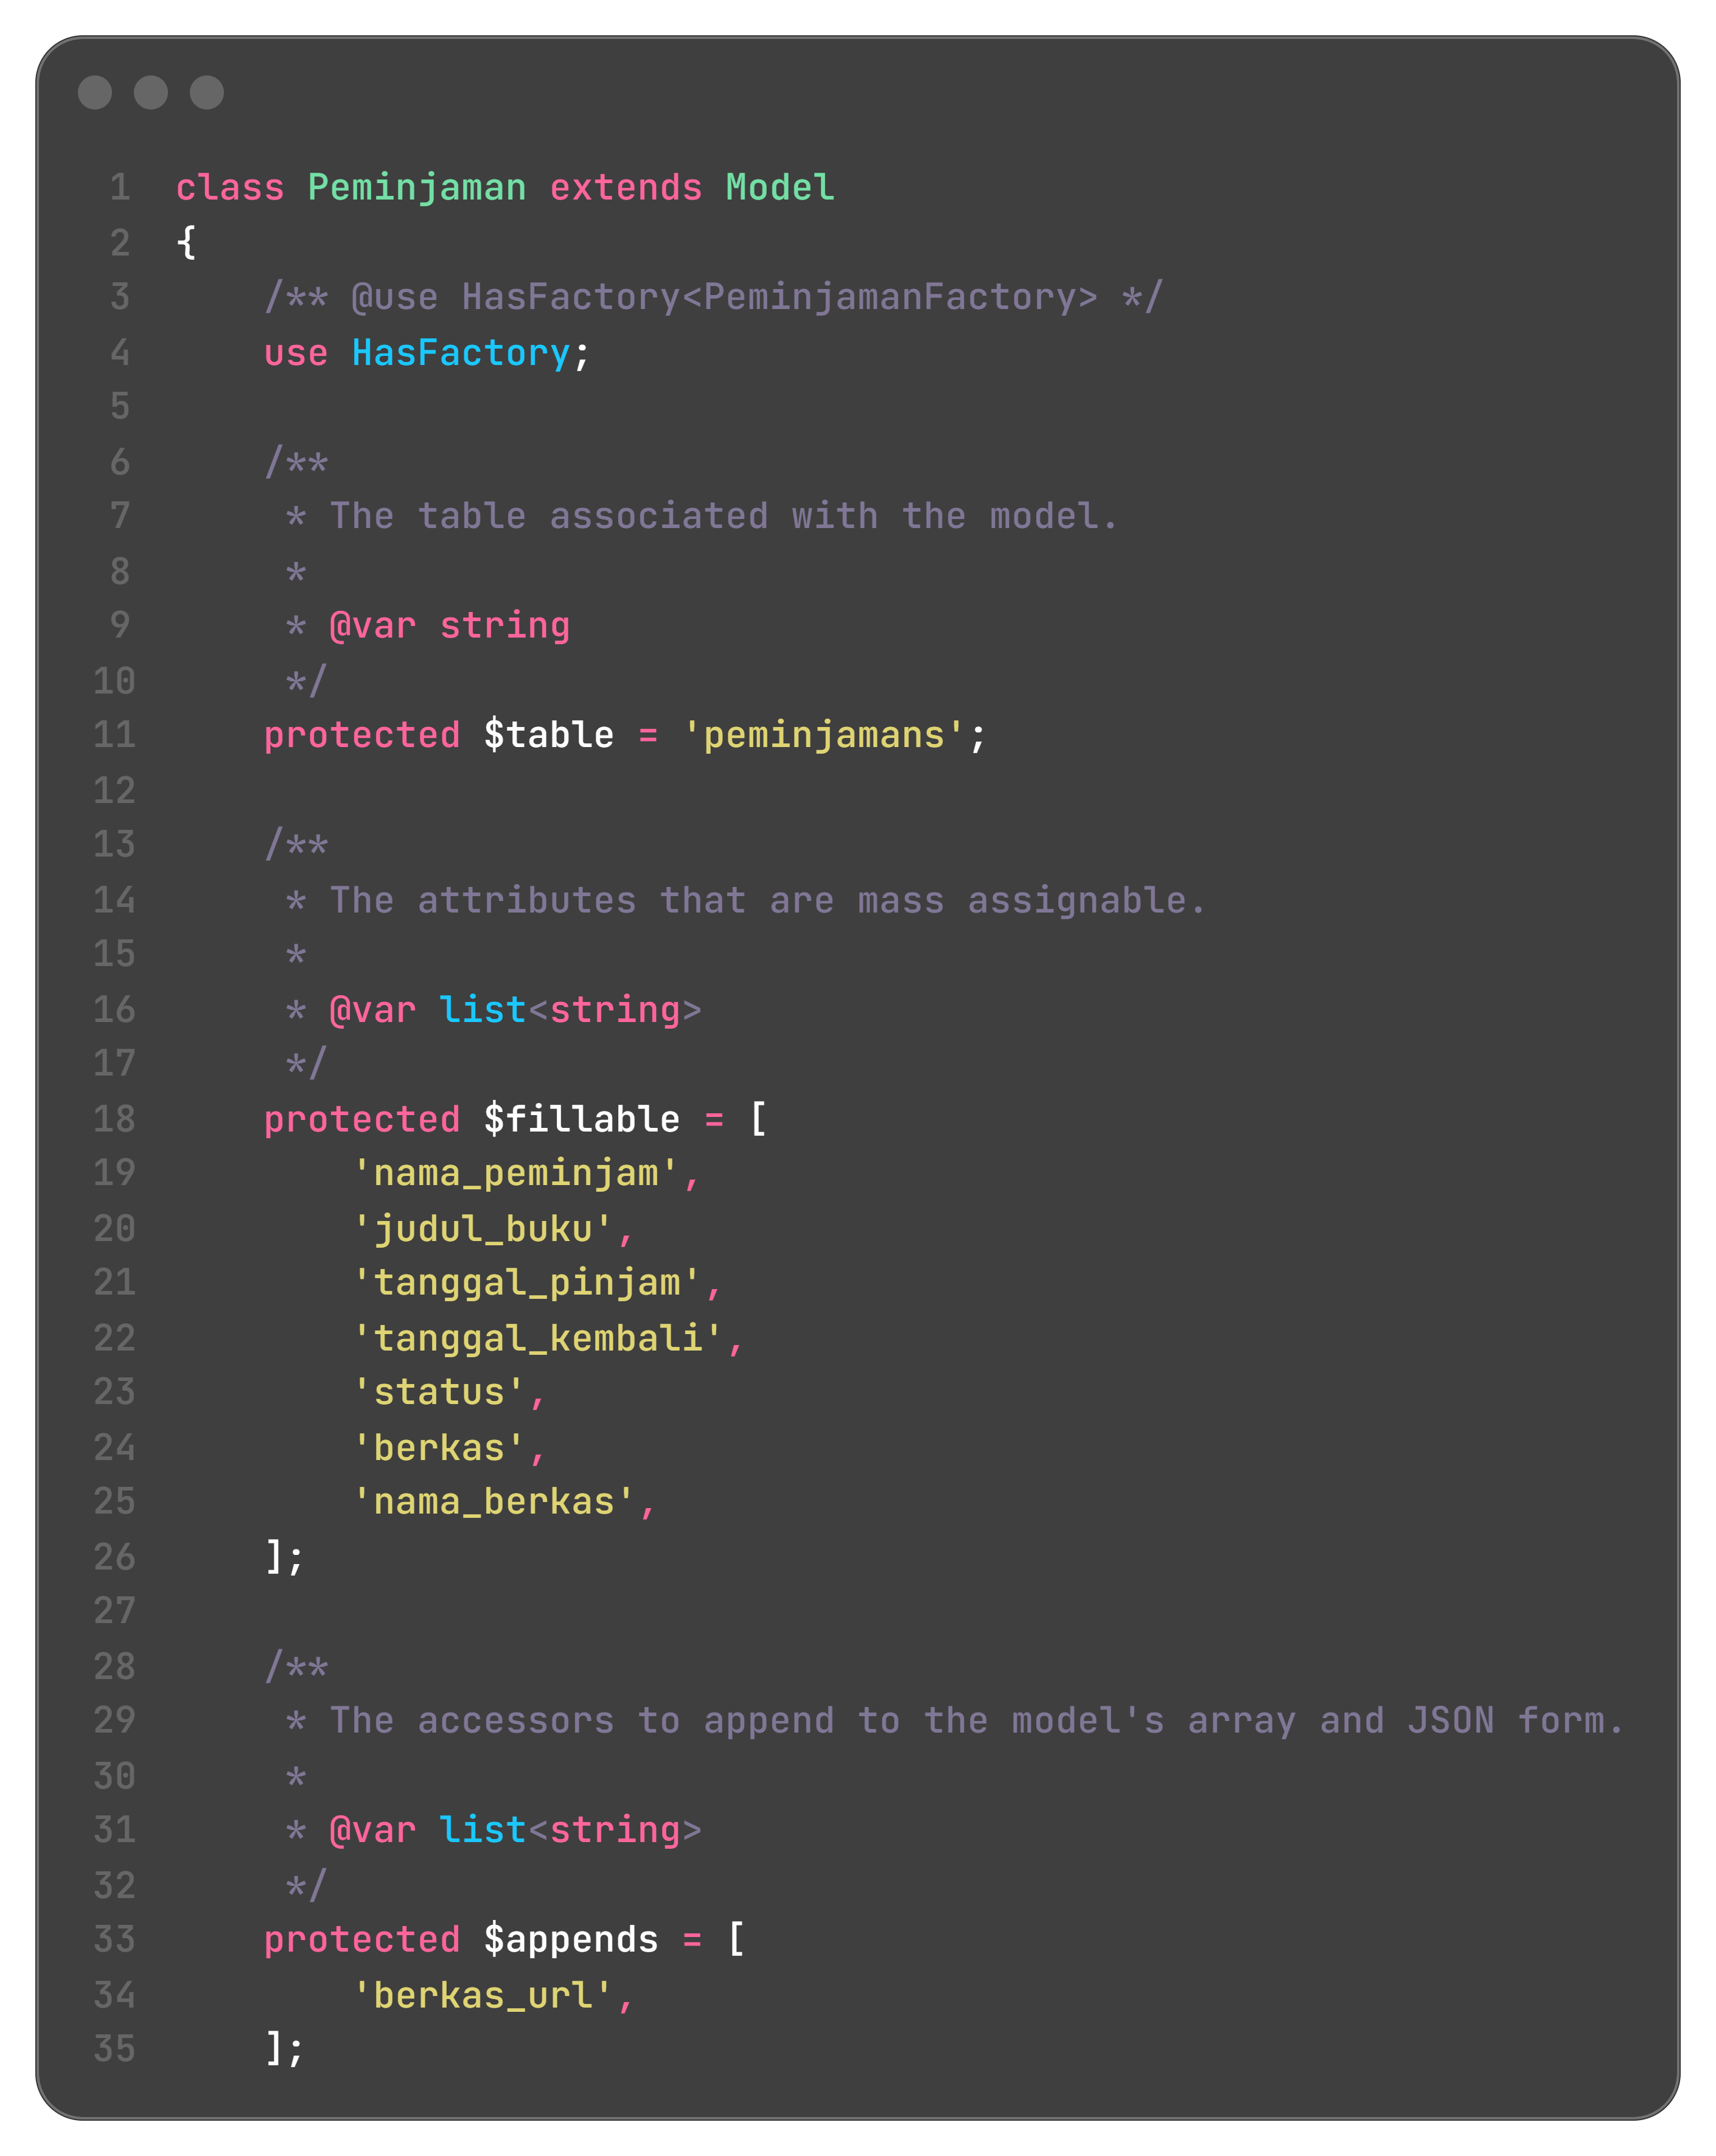 1 class Peminjaman extends Model
2 {
3     /** @use HasFactory<PeminjamanFactory> */
4     use HasFactory;
5
6     /**
7      * The table associated with the model.
8      *
9      * @var string
10      */
11     protected $table = 'peminjamans';
12
13     /**
14      * The attributes that are mass assignable.
15      *
16      * @var list<string>
17      */
18     protected $fillable = [
19         'nama_peminjam',
20         'judul_buku',
21         'tanggal_pinjam',
22         'tanggal_kembali',
23         'status',
24         'berkas',
25         'nama_berkas',
26     ];
27
28     /**
29      * The accessors to append to the model's array and JSON form.
30      *
31      * @var list<string>
32      */
33     protected $appends = [
34         'berkas_url',
35     ];